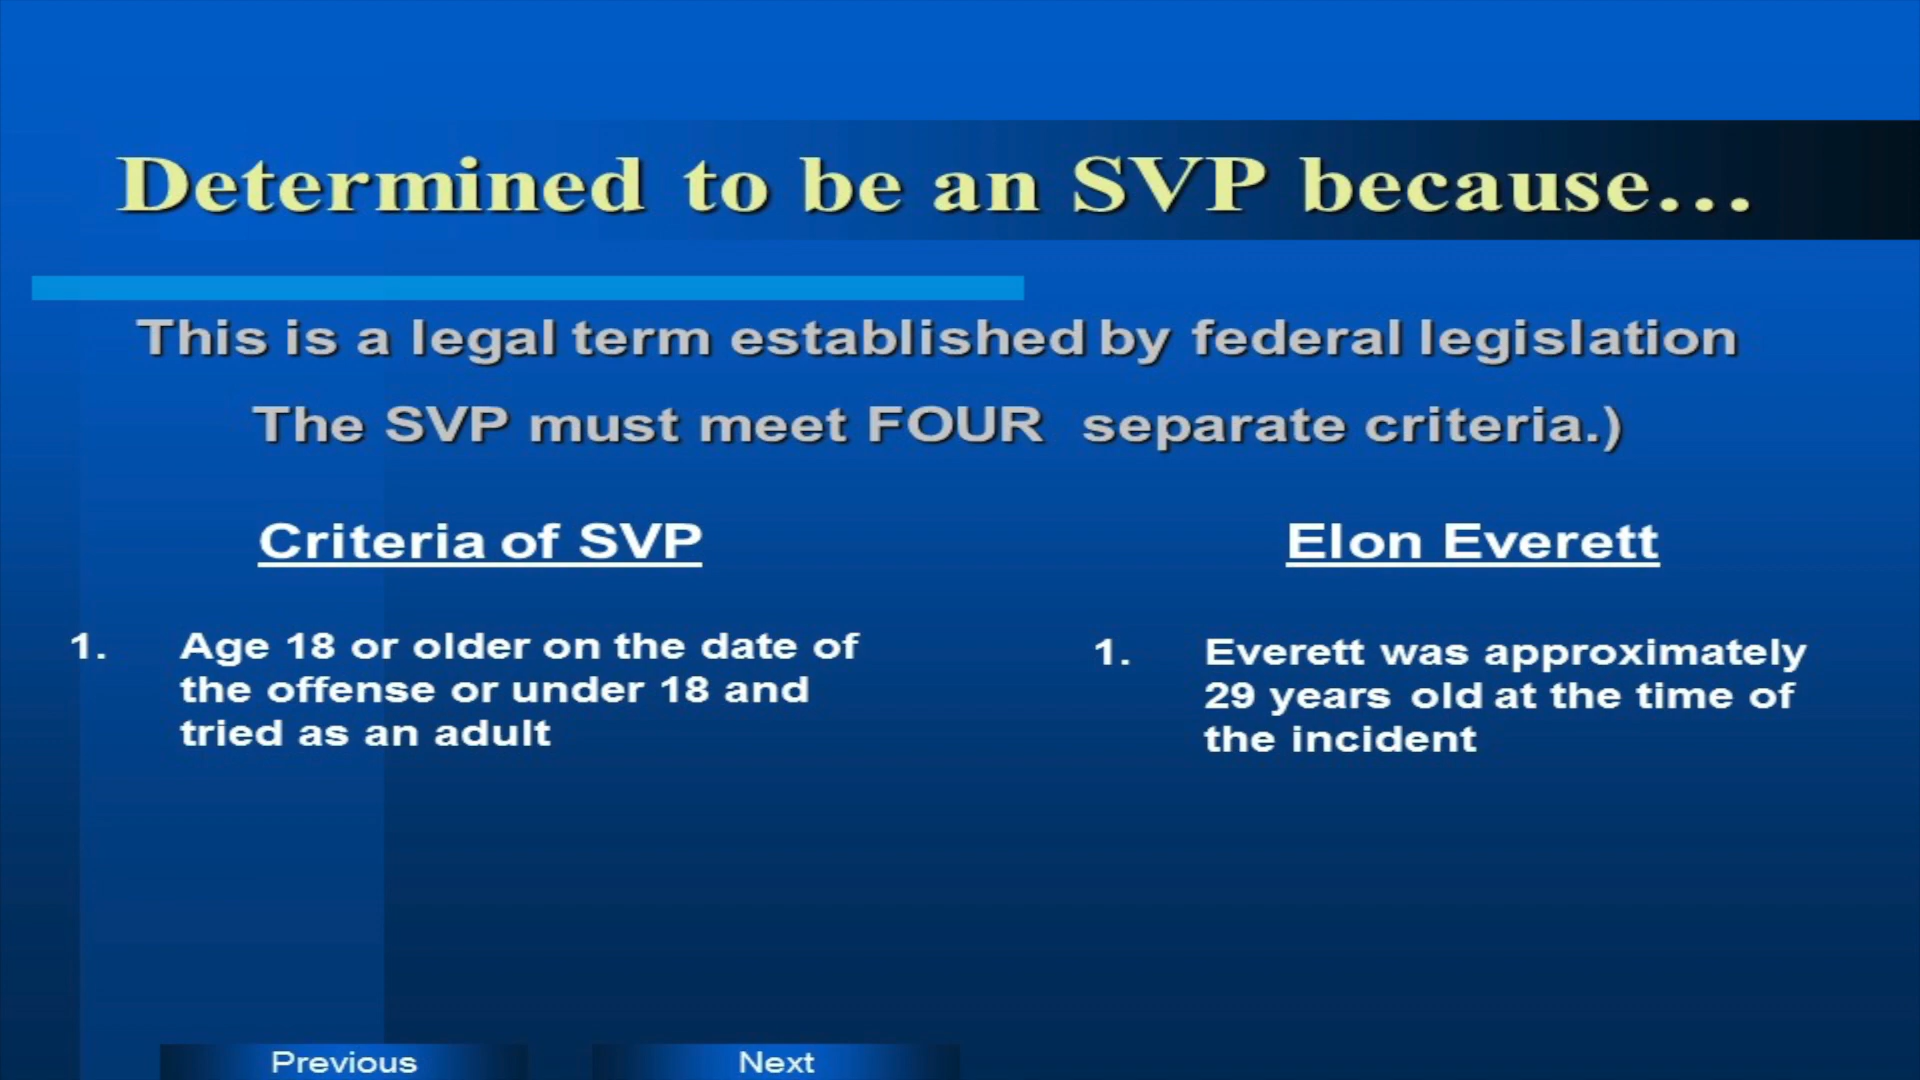 Determined to be an SVP because…
This is a legal term established by federal legislation
The SVP must meet FOUR separate criteria.)
Criteria of SVP
1. Age 18 or older on the date of
the offense or under 18 and
tried as an adult
Elon Everett
1. Everett was approximately
29 years old at the time of
the incident
Previous
Next